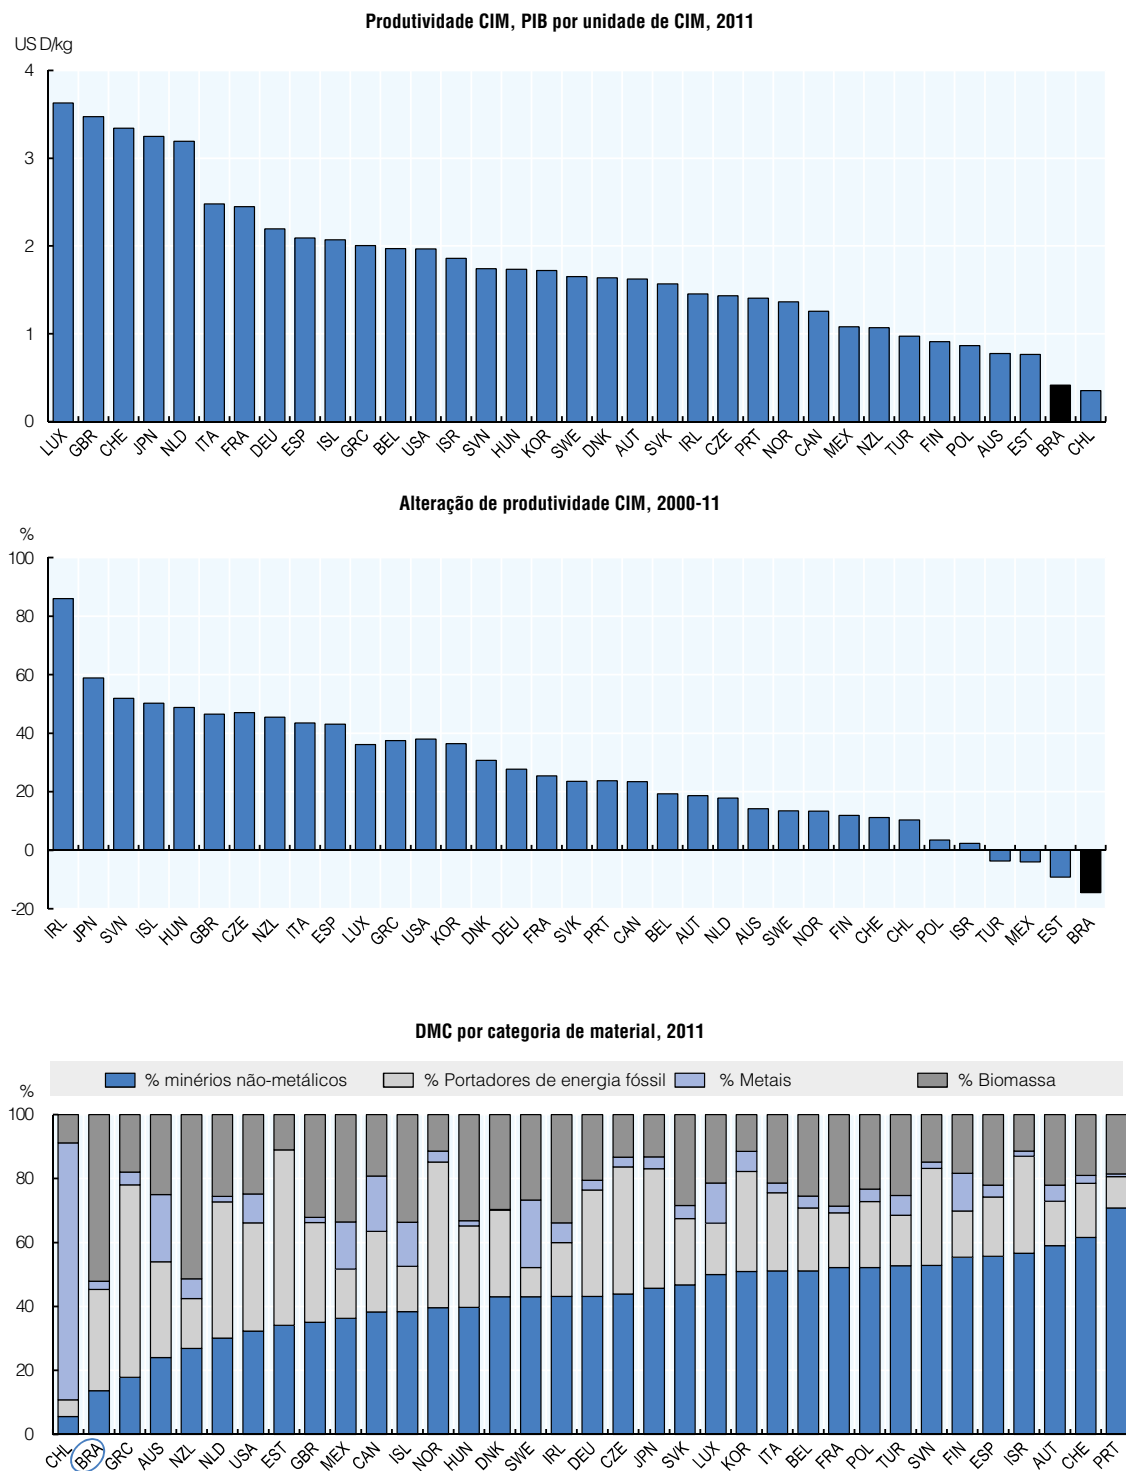 Produtividade CIM, PIB por unidade de CIM, 2011
USD/kg
4
3
2
1
0
LUX GBR CHE JPN NLD ITA FRA DEU ESP ISL GRC BEL USA ISR SVN HUN KOR SWE DNK AUT SVK IRL CZE PRT NOR CAN MEX NZL TUR FIN POL AUS EST BRA CHL
Alteração de produtividade CIM, 2000-11
%
100
80
60
40
20
0
-20
IRL JPN SVN ISL HUN GBR CZE NZL ITA ESP LUX GRC USA KOR DNK DEU FRA SVK PRT CAN BEL AUT NLD AUS SWE NOR FIN CHE CHL POL ISR TUR MEX EST BRA
DMC por categoria de material, 2011
% minérios não-metálicos % Portadores de energia fóssil % Metais % Biomassa
%
100
80
60
40
20
0
CHL BRA GRC AUS NZL NLD USA EST GBR MEX CAN ISL NOR HUN DNK SWE IRL DEU CZE JPN SVK LUX KOR ITA BEL FRA POL TUR SVN FIN ESP ISR AUT CHE PRT